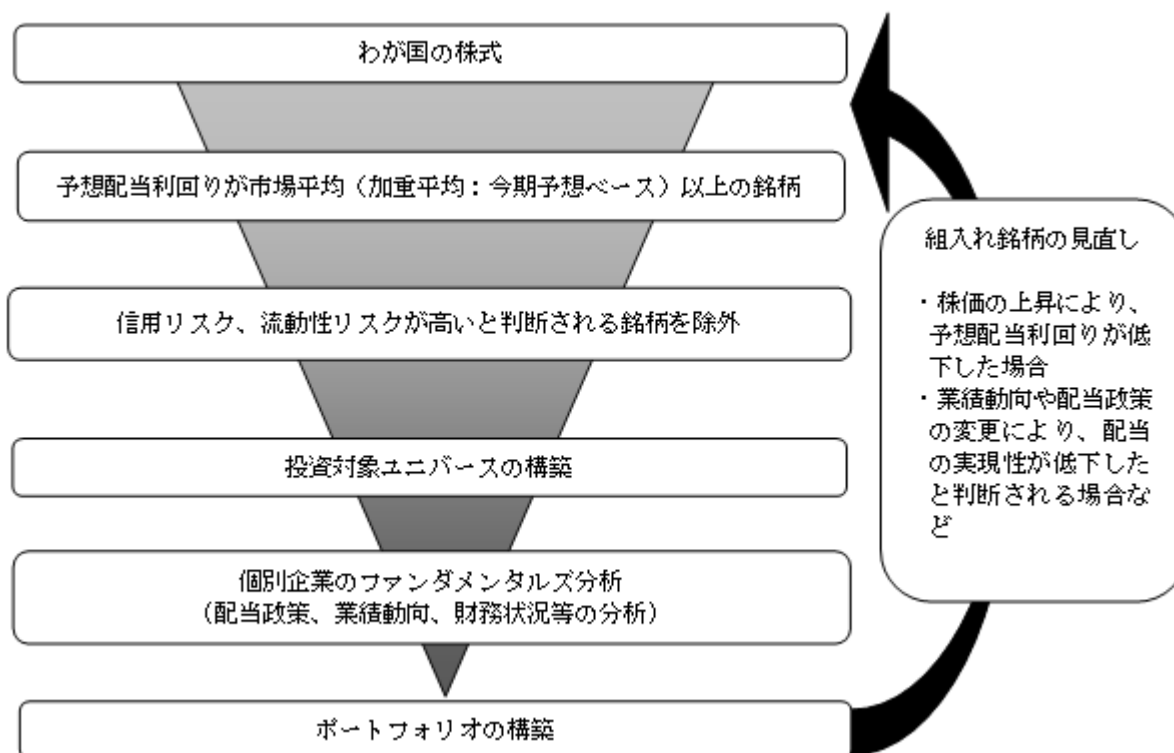 わが国の株式
予想配当利回りが市場平均（加重平均：今期予想ベース）以上の銘柄
信用リスク、流動性リスクが高いと判断される銘柄を除外
投資対象ユニバースの構築
個別企業のファンダメンタルズ分析
（配当政策、業績動向、財務状況等の分析）
ポートフォリオの構築
組入れ銘柄の見直し
・株価の上昇により、
予想配当利回りが低
下した場合
・業績動向や配当政策
の変更により、配当
の実現性が低下した
と判断される場合な
ど